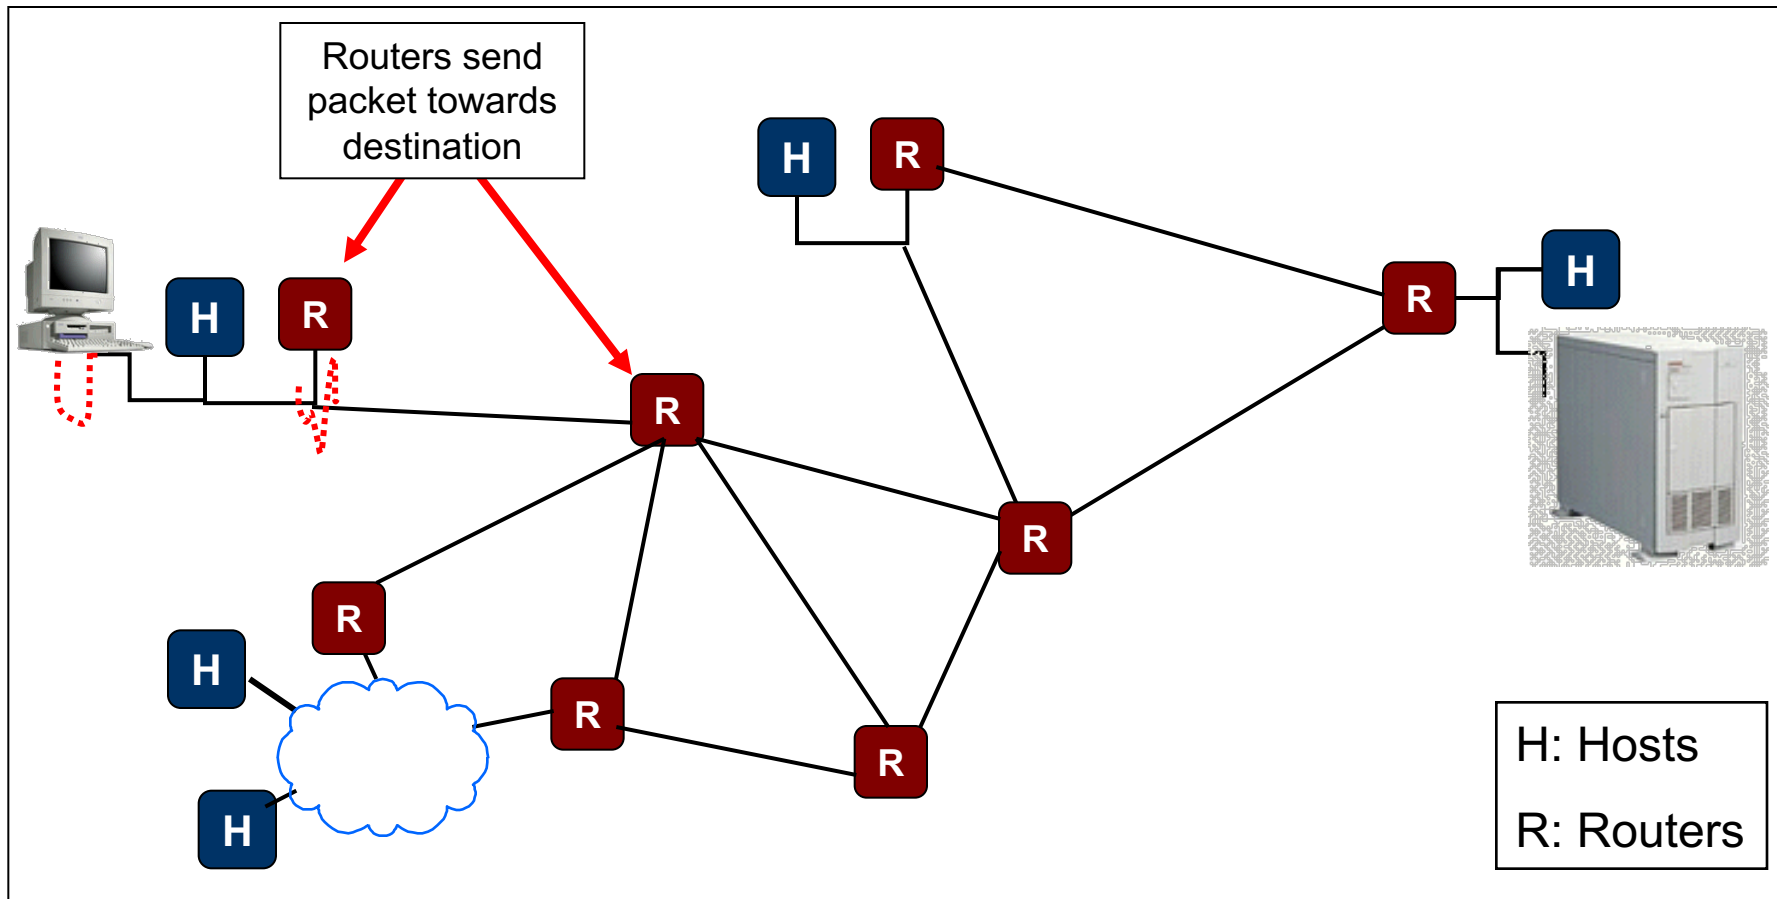 Routers send
packet towards
destination
H
R
H
H
R
R
R
R
R
H
R
R
H
H: Hosts
R: Routers